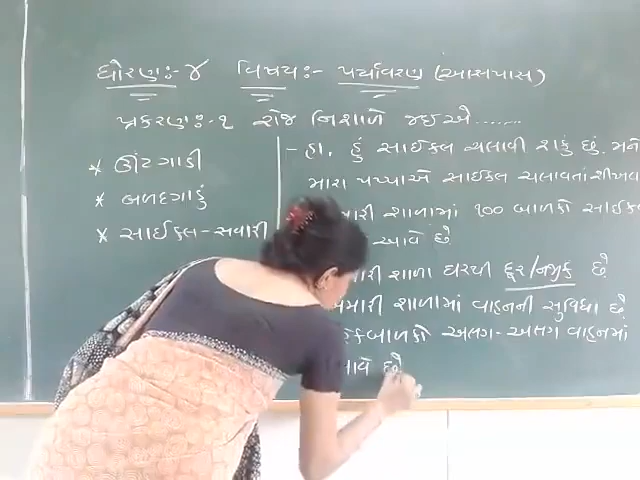 ધોરણઃ- ૪ વિષયઃ- પર્યાવરણ (આસપાસ)
પ્રકરણઃ- ૧ રોજ નિશાળે જઈએ.......
* ઊંટગાડી
* બળદગાડું
* સાઈકલ-સવારી
- હા. હું સાઈકલ ચલાવી શકું છું. મને
મારા પપ્પાએ સાઈકલ ચલાવતાં શીખવ
મારી શાળામાં ૧૦૦ બાળકો સાઈક
આવે છે
મારી શાળા ઘરથી દૂર/નજીક છે
અમારી શાળામાં વાહનની સુવિધા છે
બાળકો અલગ-અલગ વાહનમાં
આવે છે